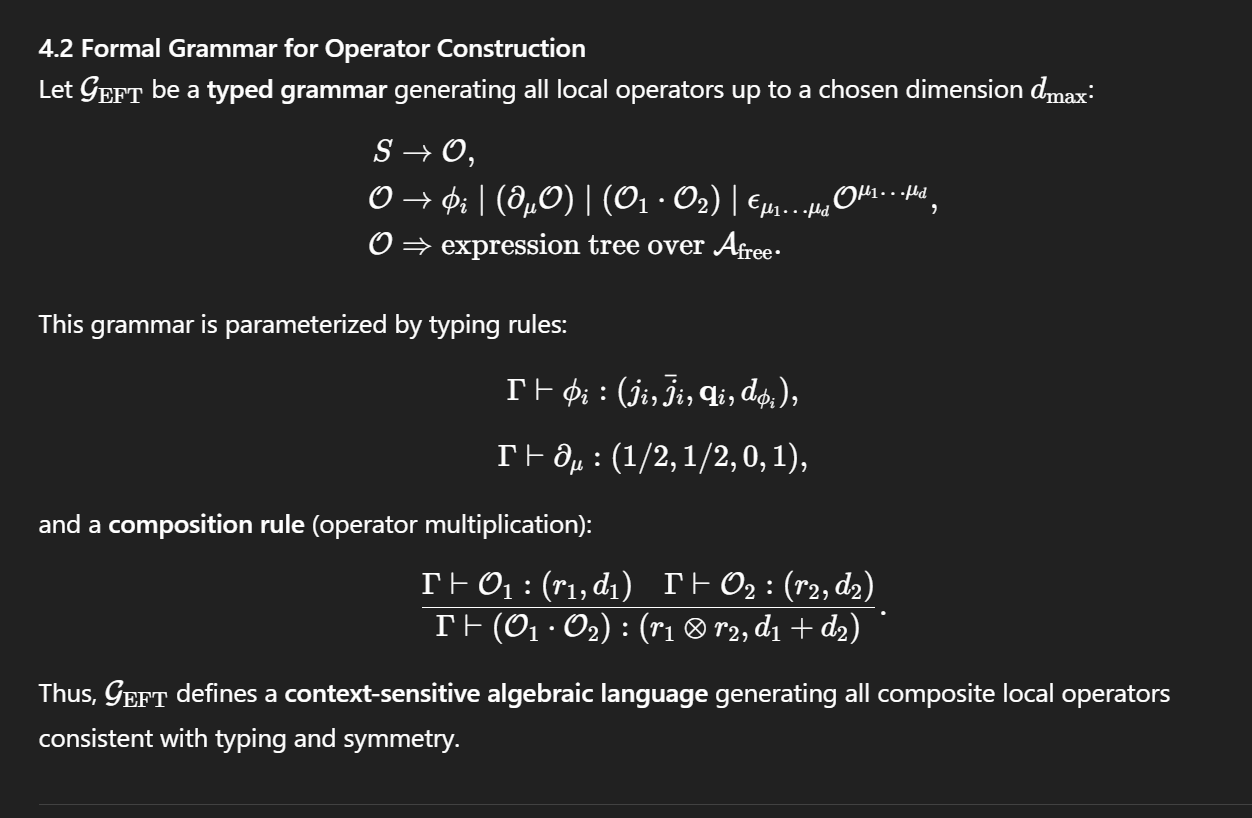 4.2 Formal Grammar for Operator Construction
Let 𝒢_EFT be a typed grammar generating all local operators up to a chosen dimension d_max:
S → 𝒪,
𝒪 → ϕ_i | (∂_μ𝒪) | (𝒪_1 · 𝒪_2) | ϵ_{μ_1…μ_d} 𝒪^{μ_1…μ_d},
𝒪 ⇒ expression tree over 𝒜_free.
This grammar is parameterized by typing rules:
Γ ⊢ ϕ_i : (j_i, j̄_i, 𝐪_i, d_{ϕ_i}),
Γ ⊢ ∂_μ : (1/2, 1/2, 0, 1),
and a composition rule (operator multiplication):
Γ ⊢ 𝒪_1 : (r_1, d_1) Γ ⊢ 𝒪_2 : (r_2, d_2)
Γ ⊢ (𝒪_1 · 𝒪_2) : (r_1 ⊗ r_2, d_1 + d_2).
Thus, 𝒢_EFT defines a context-sensitive algebraic language generating all composite local operators
consistent with typing and symmetry.